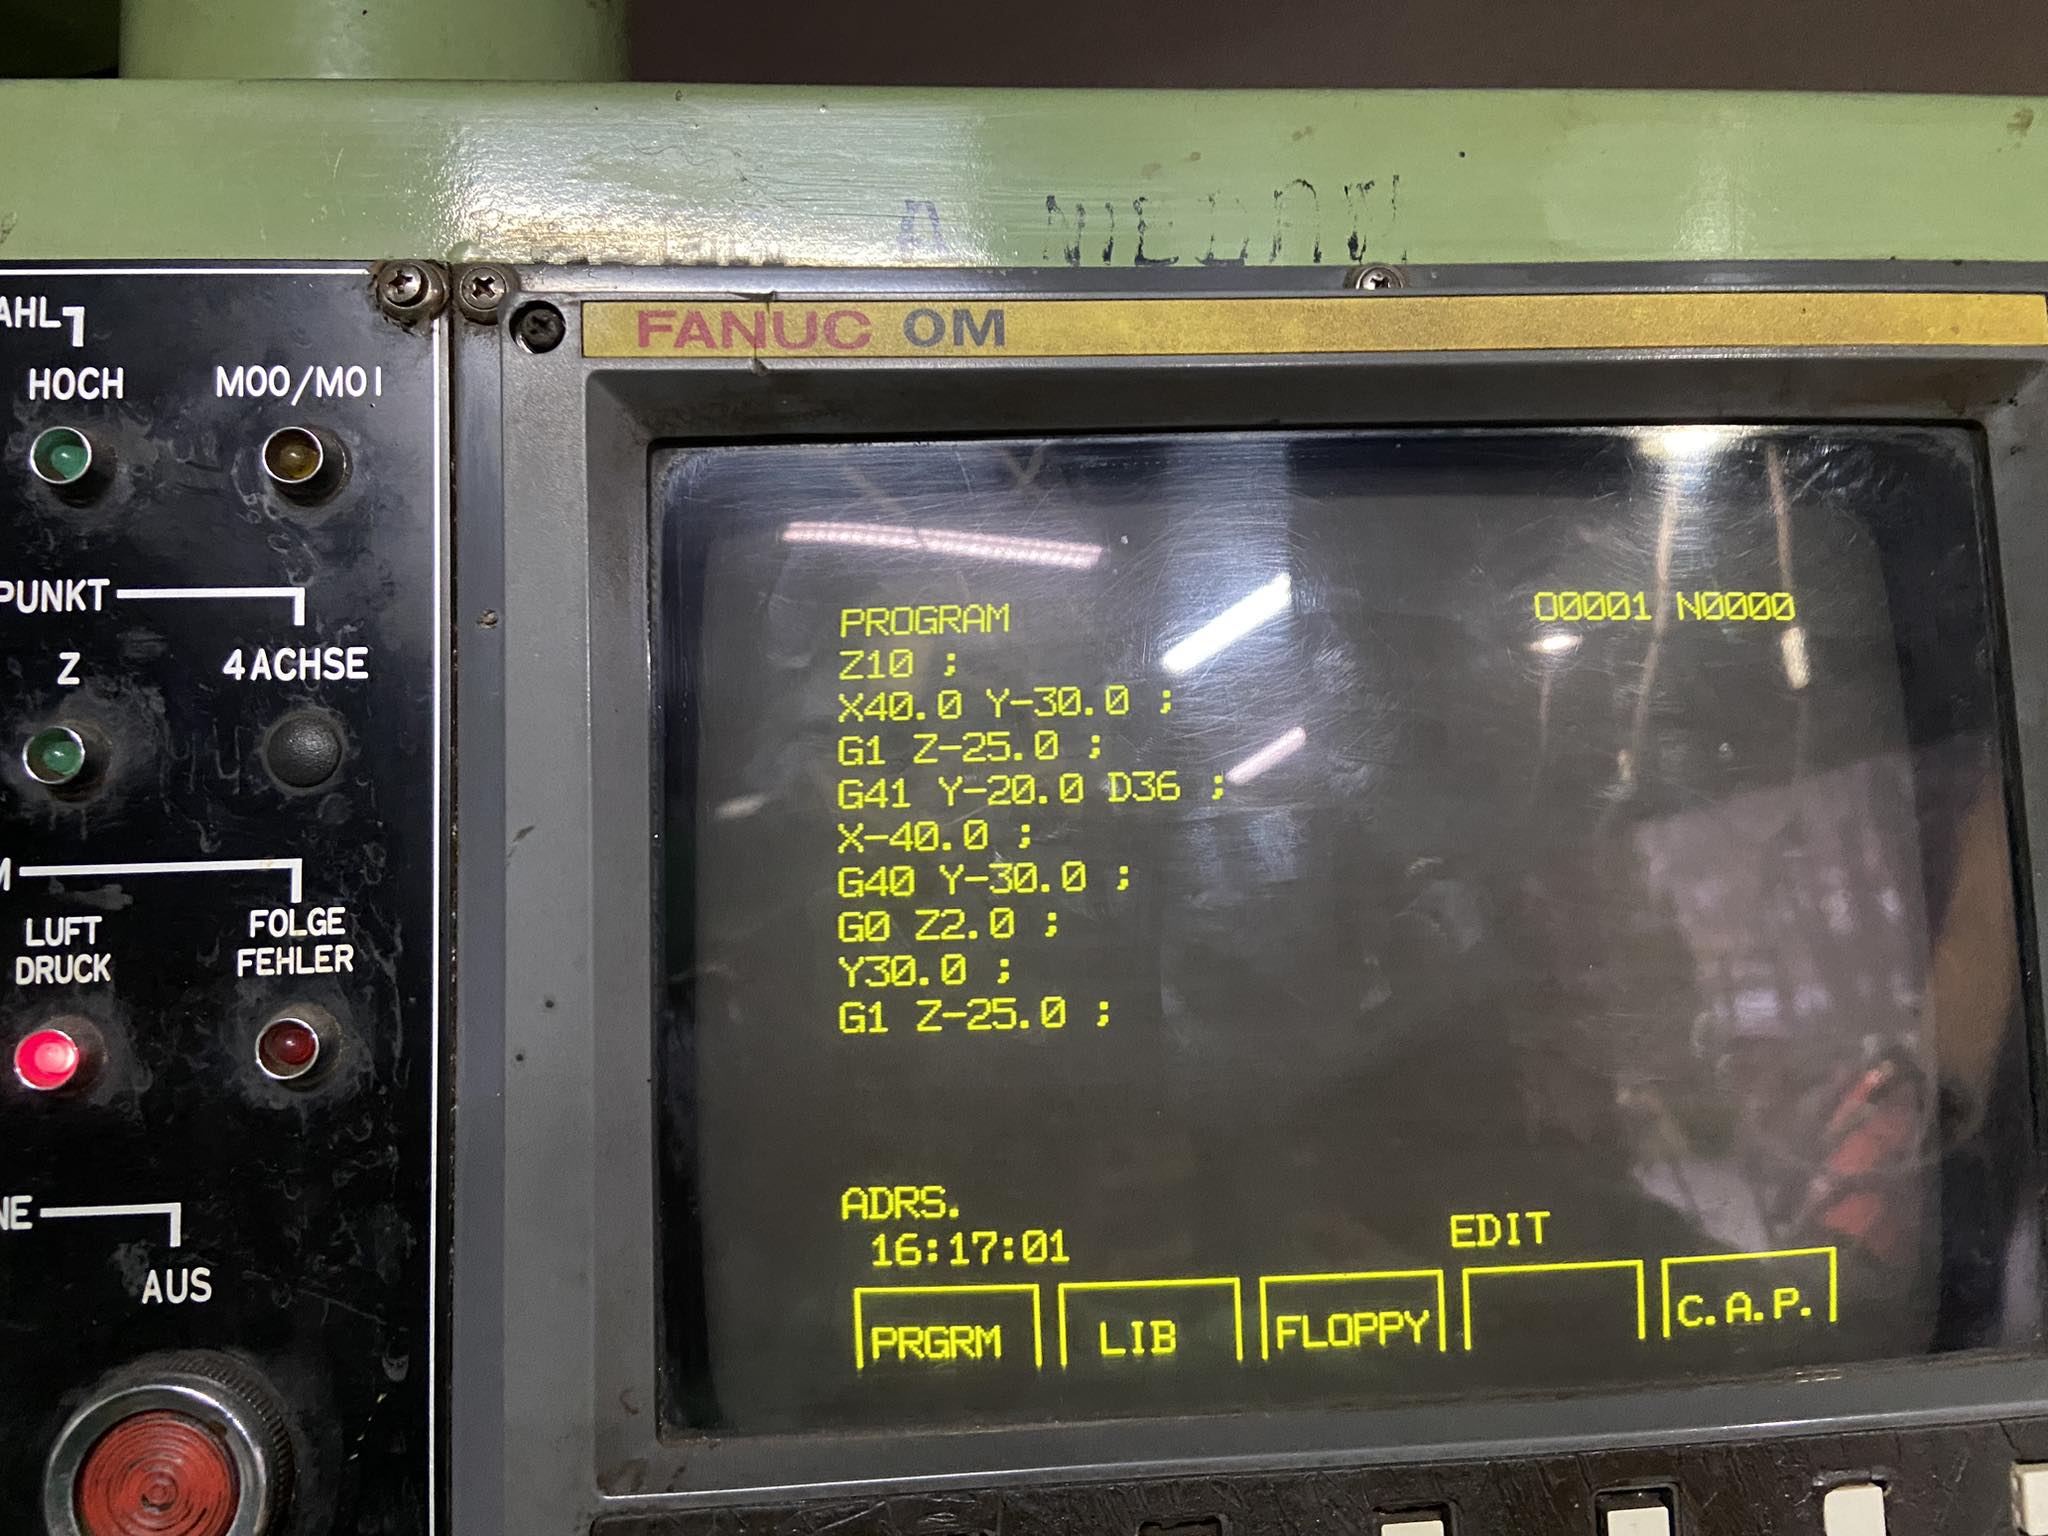 FANUC 0M
AHL
HOCH M00/M01
PUNKT
Z 4ACHSE
M
LUFT DRUCK
FOLGE FEHLER
NE
AUS
PROGRAM O0001 N0000
Z10 ;
X40.0 Y-30.0 ;
G1 Z-25.0 ;
G41 Y-20.0 D36 ;
X-40.0 ;
G40 Y-30.0 ;
G0 Z2.0 ;
Y30.0 ;
G1 Z-25.0 ;
ADRS.
16:17:01 EDIT
PRGRM LIB FLOPPY C.A.P.